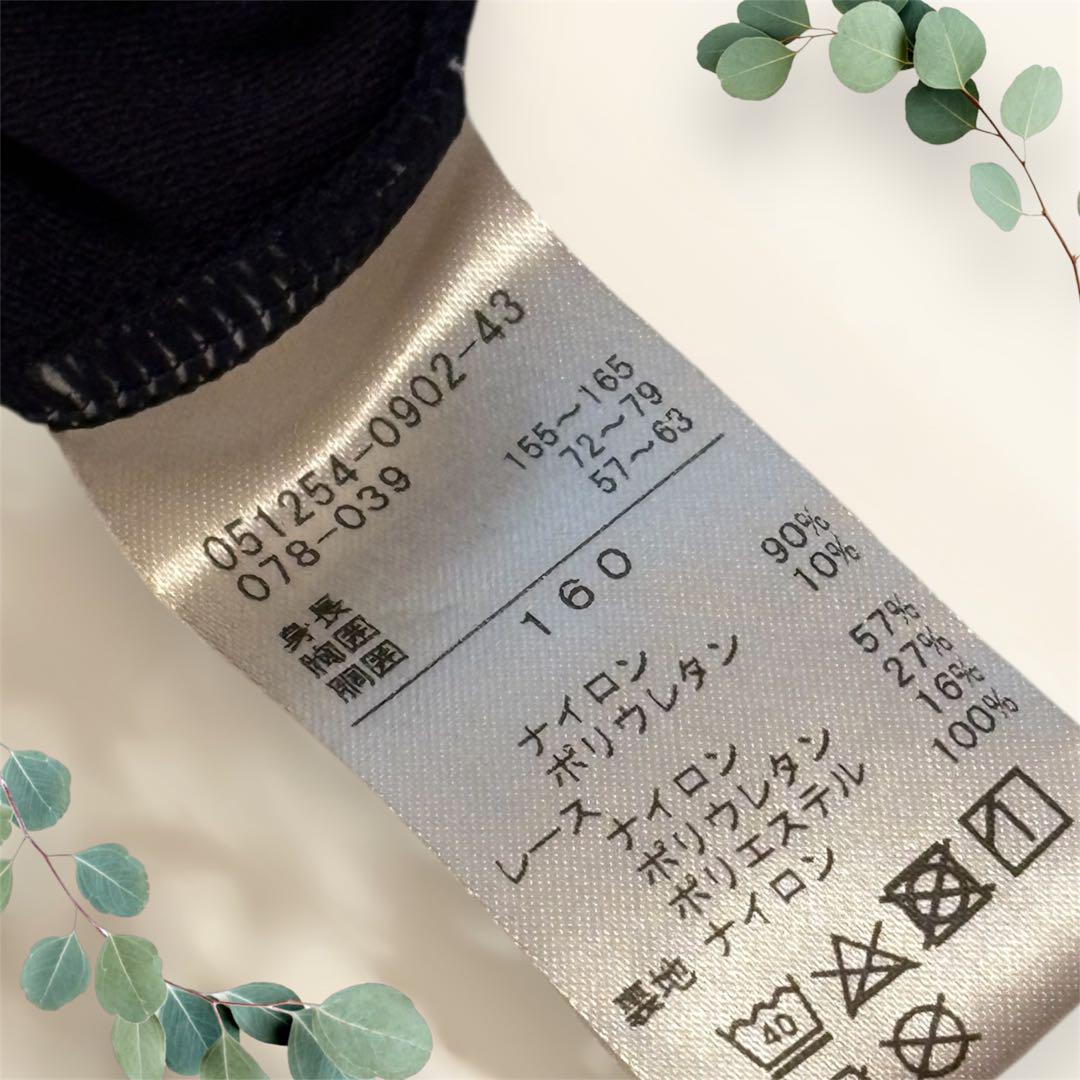 051254-0902-43
078-039
身長 155～165
胸囲 72～79
胴囲 57～63
160
ナイロン 90%
ポリウレタン 10%
レース ナイロン 57%
ポリウレタン 27%
ポリエステル 16%
裏地 ナイロン 100%
40